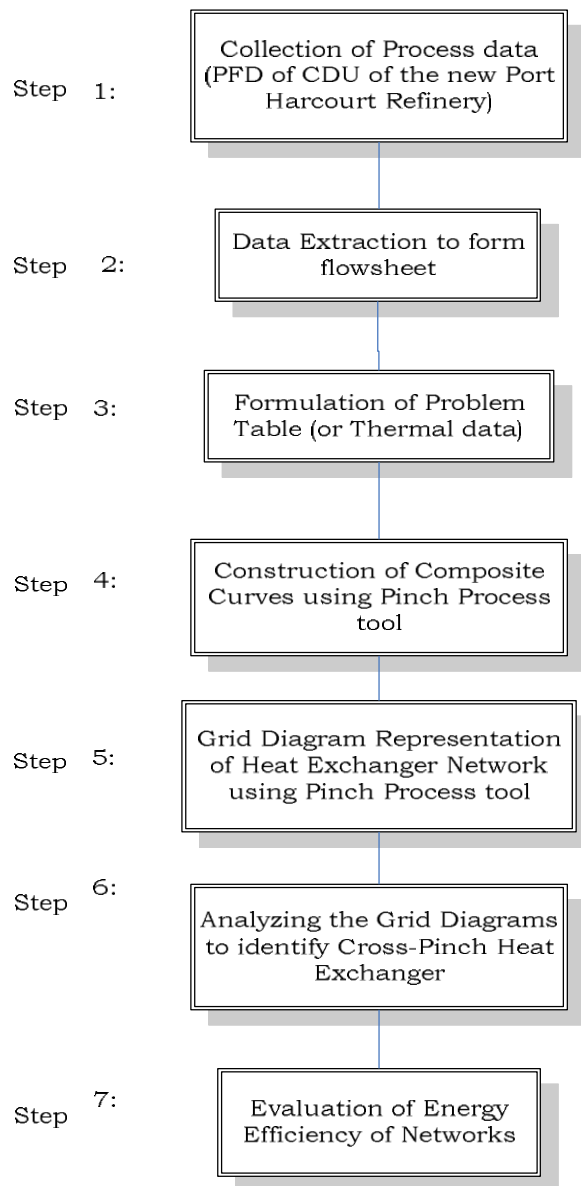 Step 1:
Collection of Process data
(PFD of CDU of the new Port
Harcourt Refinery)
Step 2:
Data Extraction to form
flowsheet
Step 3:
Formulation of Problem
Table (or Thermal data)
Step 4:
Construction of Composite
Curves using Pinch Process
tool
Step 5:
Grid Diagram Representation
of Heat Exchanger Network
using Pinch Process tool
Step 6:
Analyzing the Grid Diagrams
to identify Cross-Pinch Heat
Exchanger
Step 7:
Evaluation of Energy
Efficiency of Networks